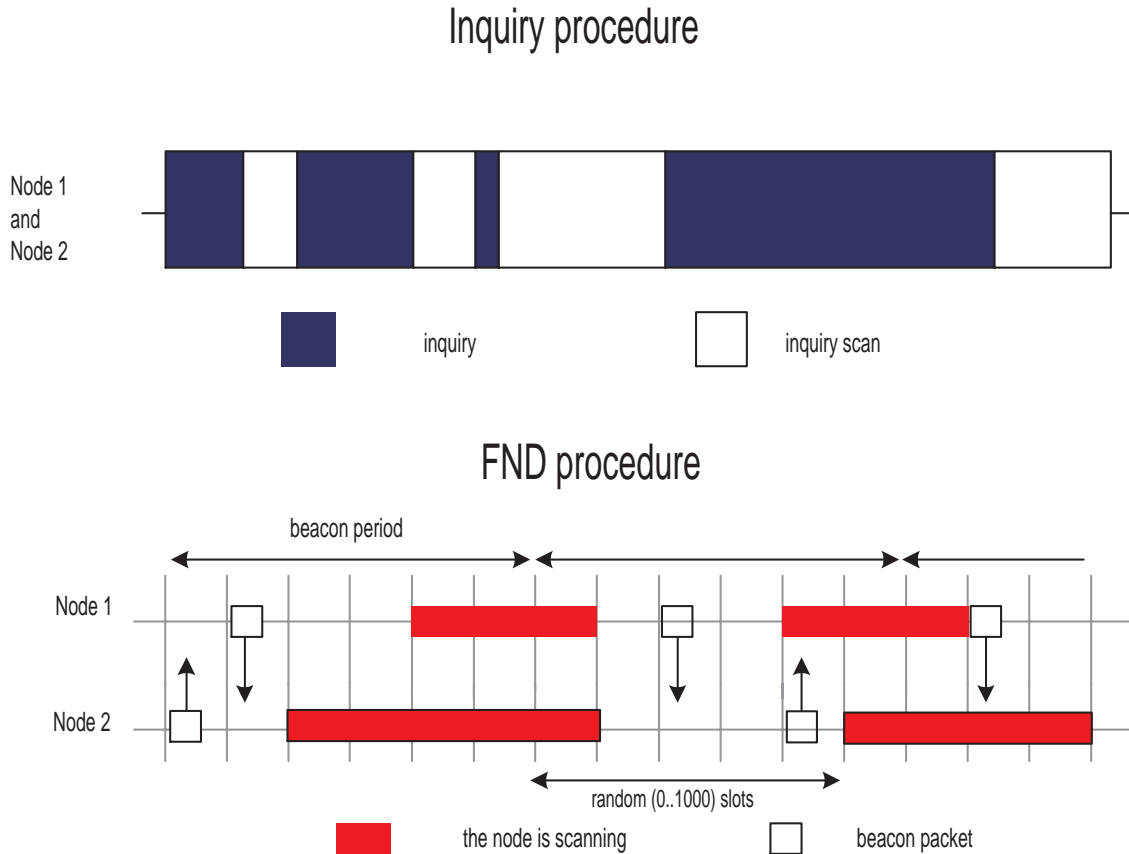 Inquiry procedure
Node 1
and
Node 2
inquiry
inquiry scan
FND procedure
beacon period
Node 1
Node 2
random (0..1000) slots
the node is scanning
beacon packet